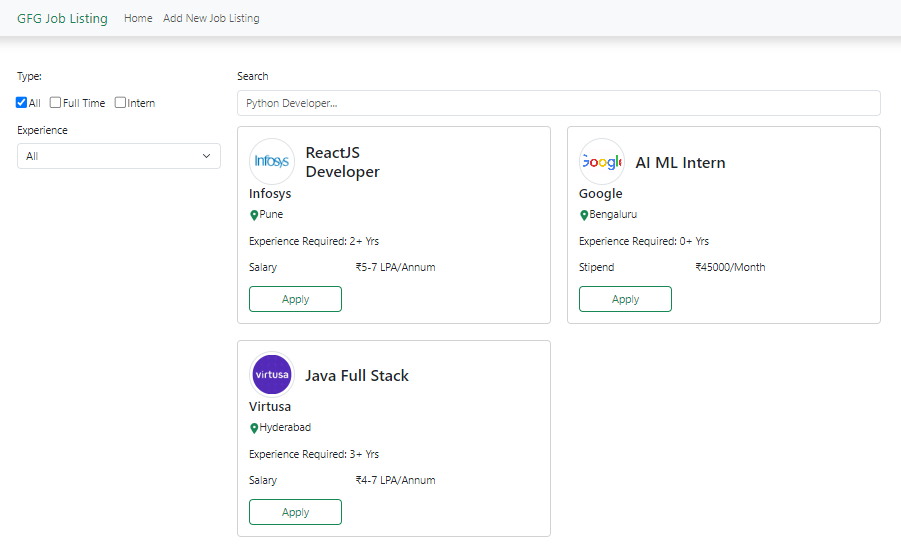 GFG Job Listing Home Add New Job Listing
Type:
All Full Time Intern
Experience
All
Search
Python Developer...
Infosys
ReactJS
Developer
Infosys
Pune
Experience Required: 2+ Yrs
Salary ₹5-7 LPA/Annum
Apply
Google
AI ML Intern
Google
Bengaluru
Experience Required: 0+ Yrs
Stipend ₹45000/Month
Apply
virtusa
Java Full Stack
Virtusa
Hyderabad
Experience Required: 3+ Yrs
Salary ₹4-7 LPA/Annum
Apply